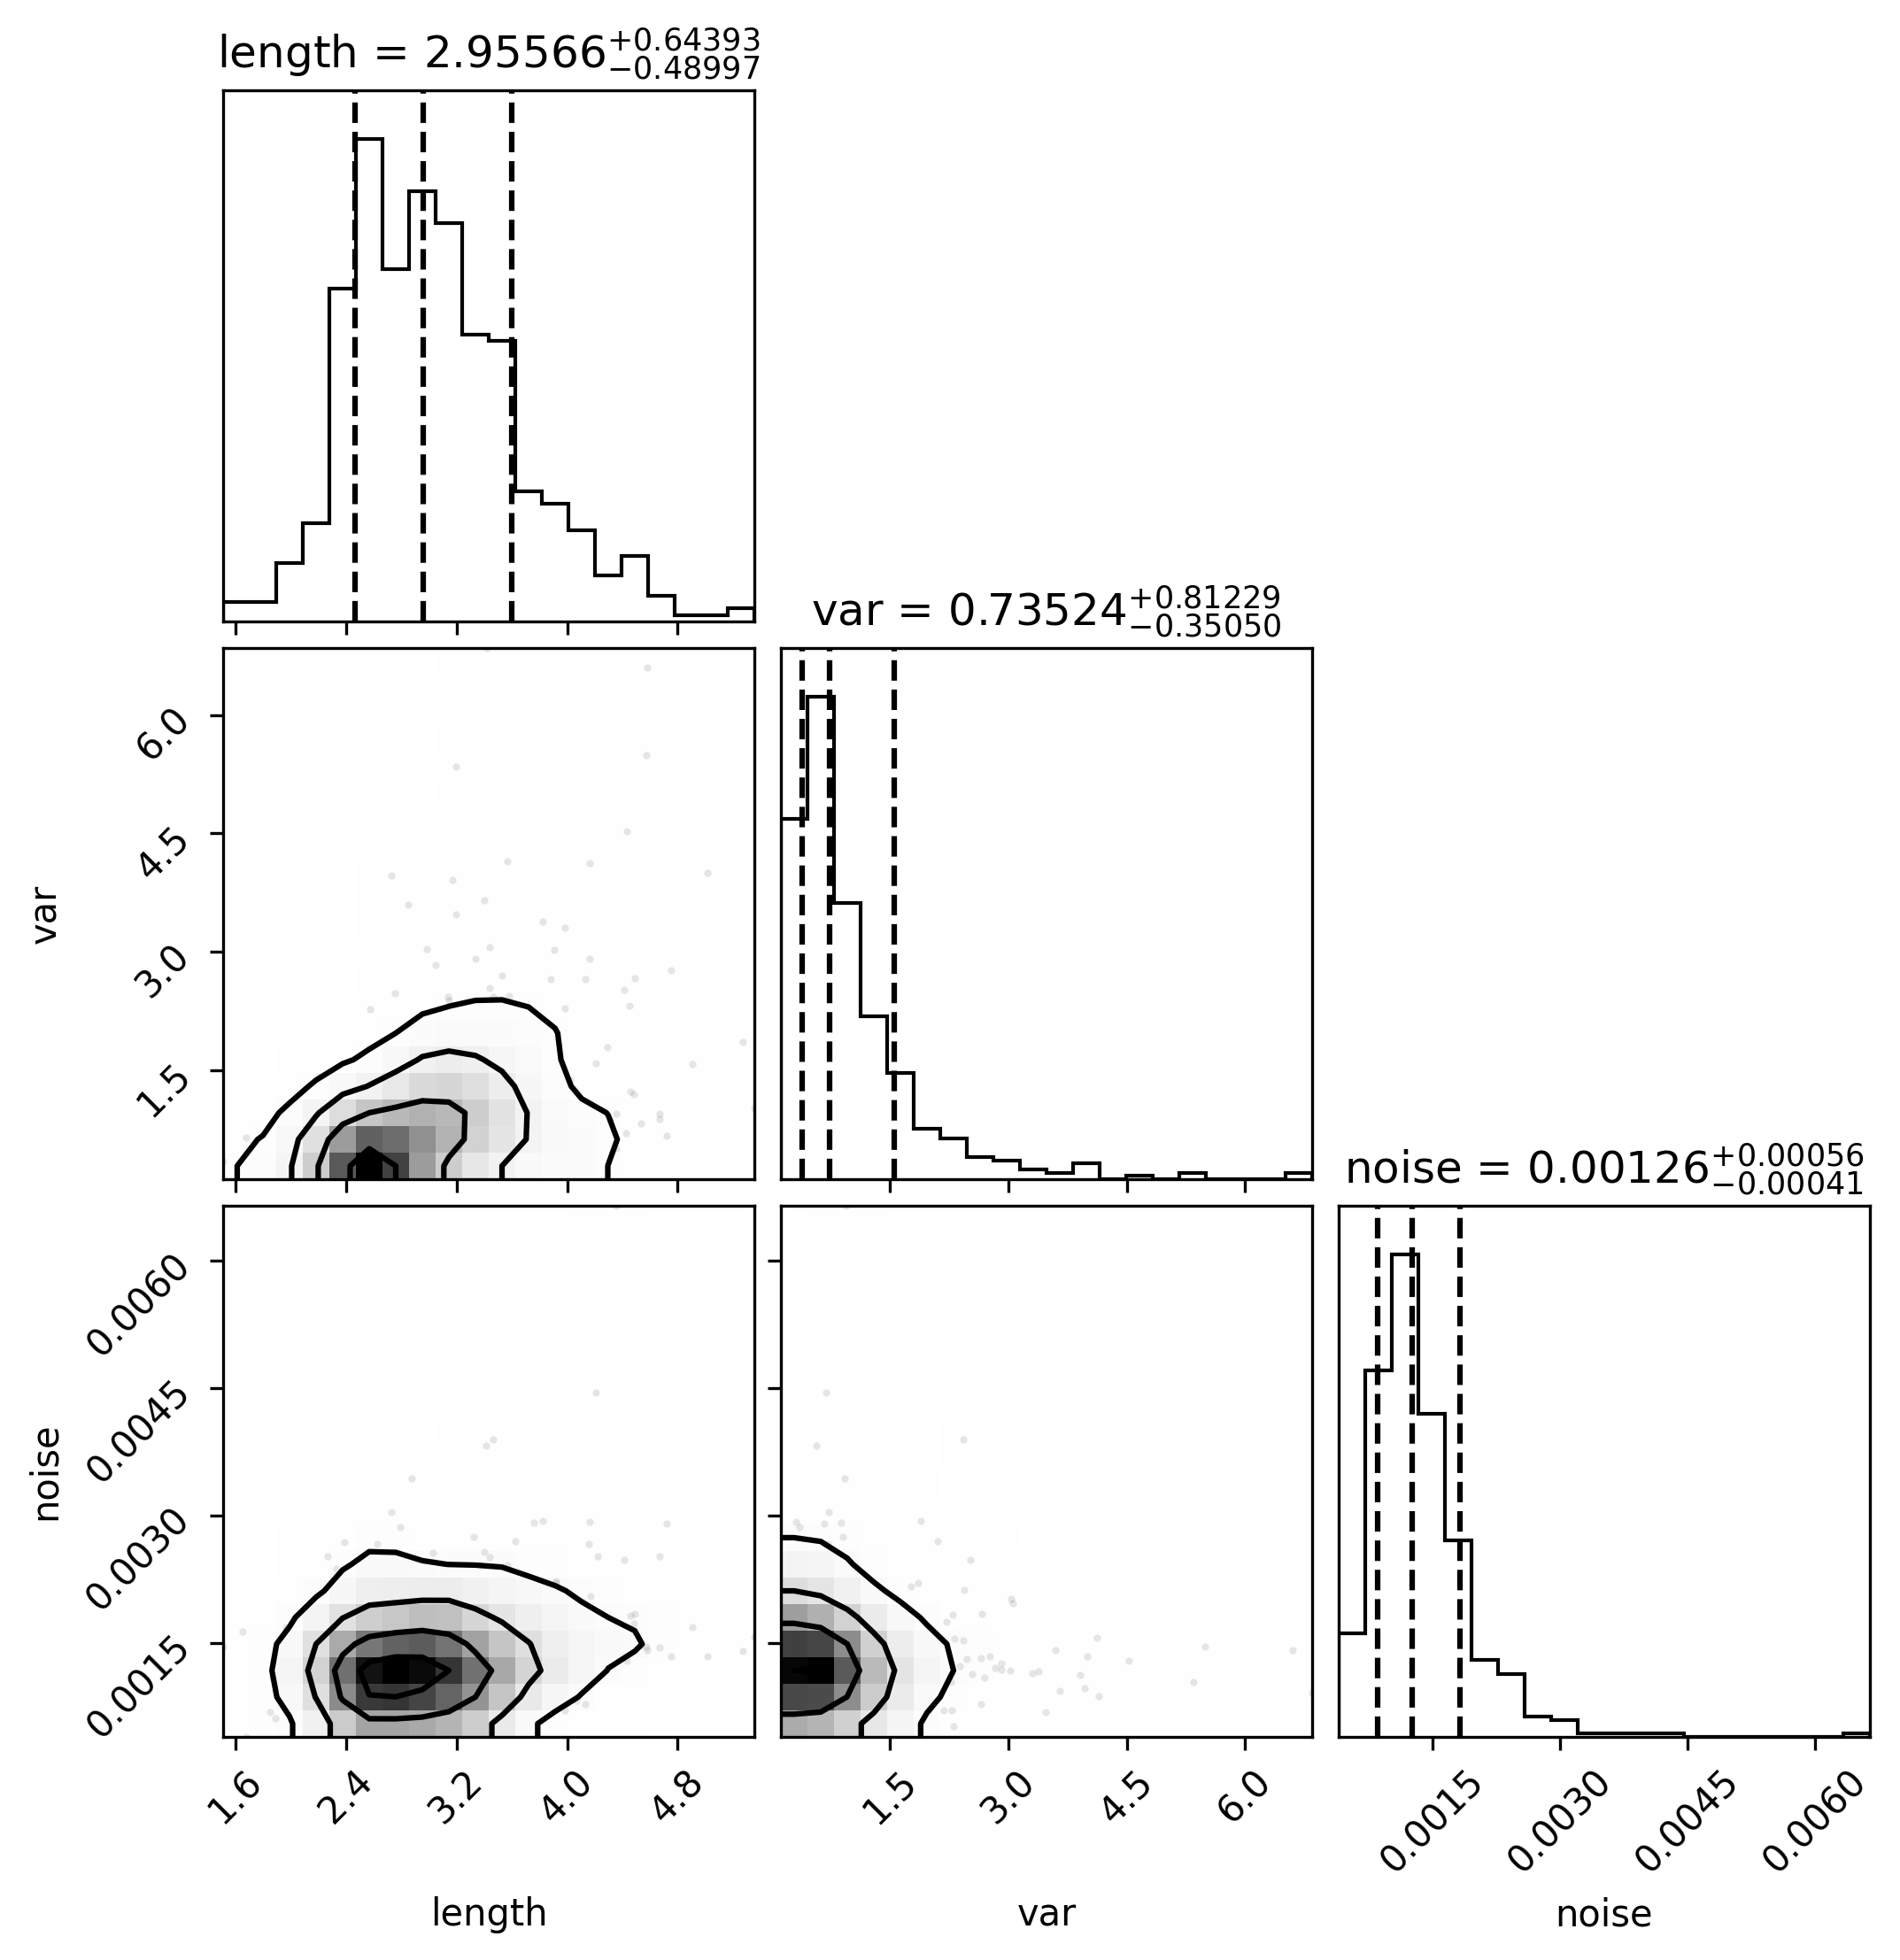 length = 2.95566 +0.64393 −0.48997
var = 0.73524 +0.81229 −0.35050
6.0
4.5
3.0
1.5
var
noise = 0.00126 +0.00056 −0.00041
0.0060
0.0045
0.0030
0.0015
noise
1.6 2.4 3.2 4.0 4.8 1.5 3.0 4.5 6.0 0.0015 0.0030 0.0045 0.0060
length var noise